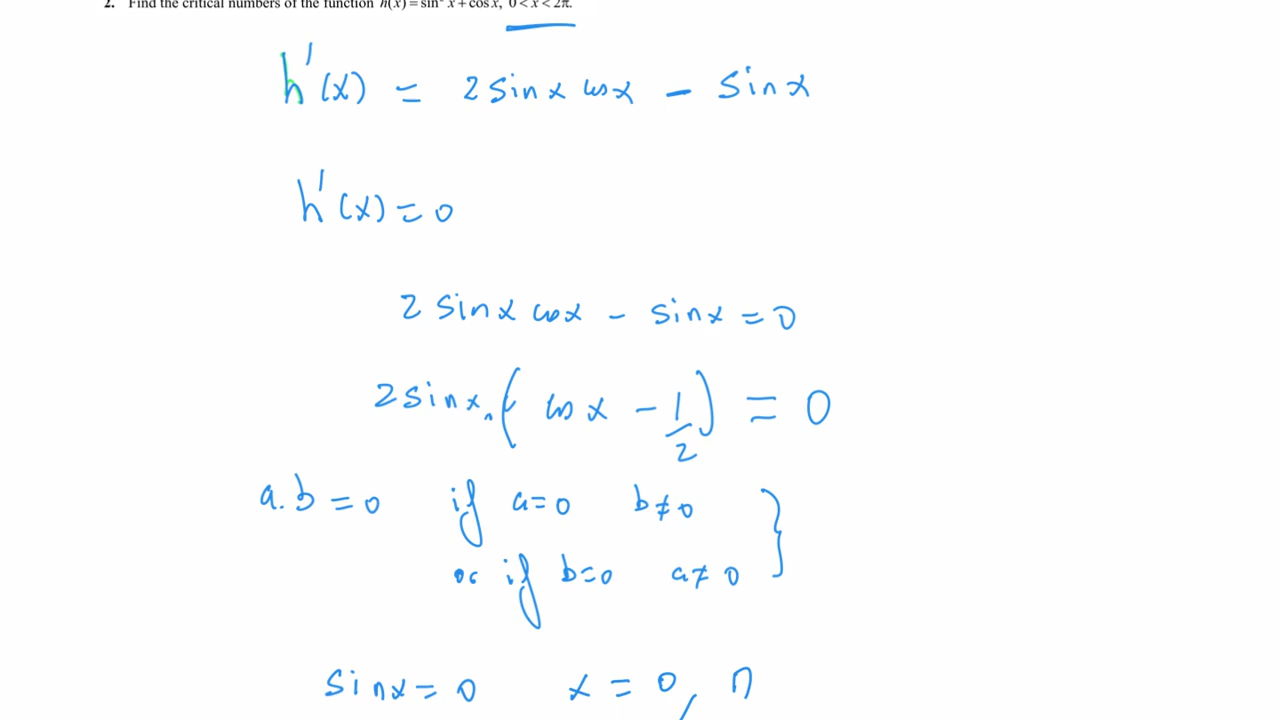 2. Find the critical numbers of the function h(x) = sin² x + cos x, 0 < x < 2π.
h'(x) = 2 sin x cos x - sin x
h'(x) = 0
2 sin x cos x - sin x = 0
2 sin x. ( cos x - 1/2 ) = 0
a.b = 0 if a=0 b≠0 }
or if b=0 a≠0
sin x = 0 x = 0, π